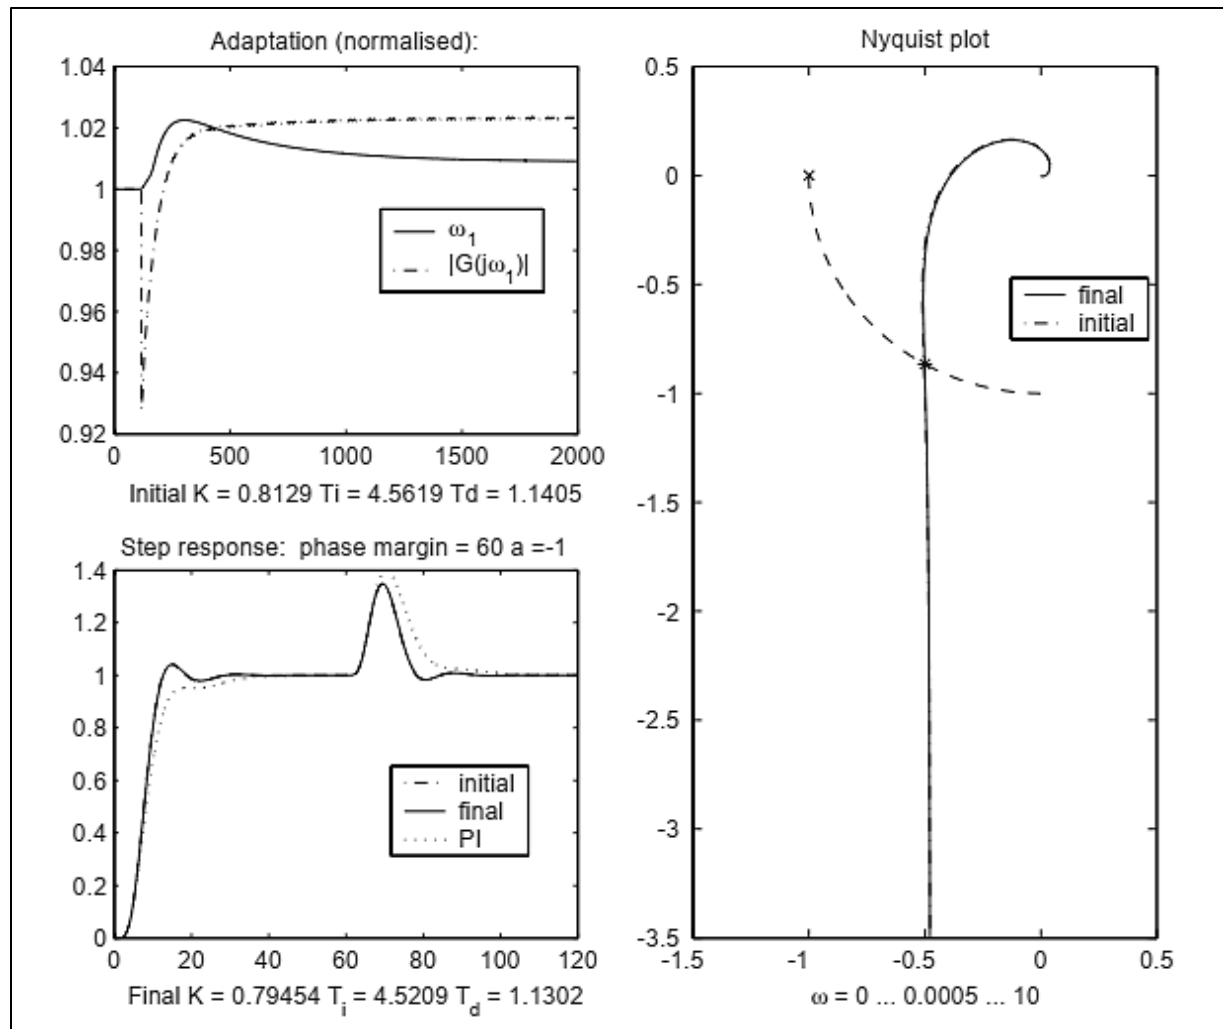 Adaptation (normalised):
1.04
1.02
1
0.98
0.96
0.94
0.92
ω1
|G(jω1)|
0 500 1000 1500 2000
Initial K = 0.8129 Ti = 4.5619 Td = 1.1405
Step response: phase margin = 60 a =-1
1.4
1.2
1
0.8
0.6
0.4
0.2
0
initial
final
PI
0 20 40 60 80 100 120
Final K = 0.79454 Ti = 4.5209 Td = 1.1302
Nyquist plot
0.5
0
-0.5
-1
-1.5
-2
-2.5
-3
-3.5
final
initial
-1.5 -1 -0.5 0 0.5
ω = 0 ... 0.0005 ... 10